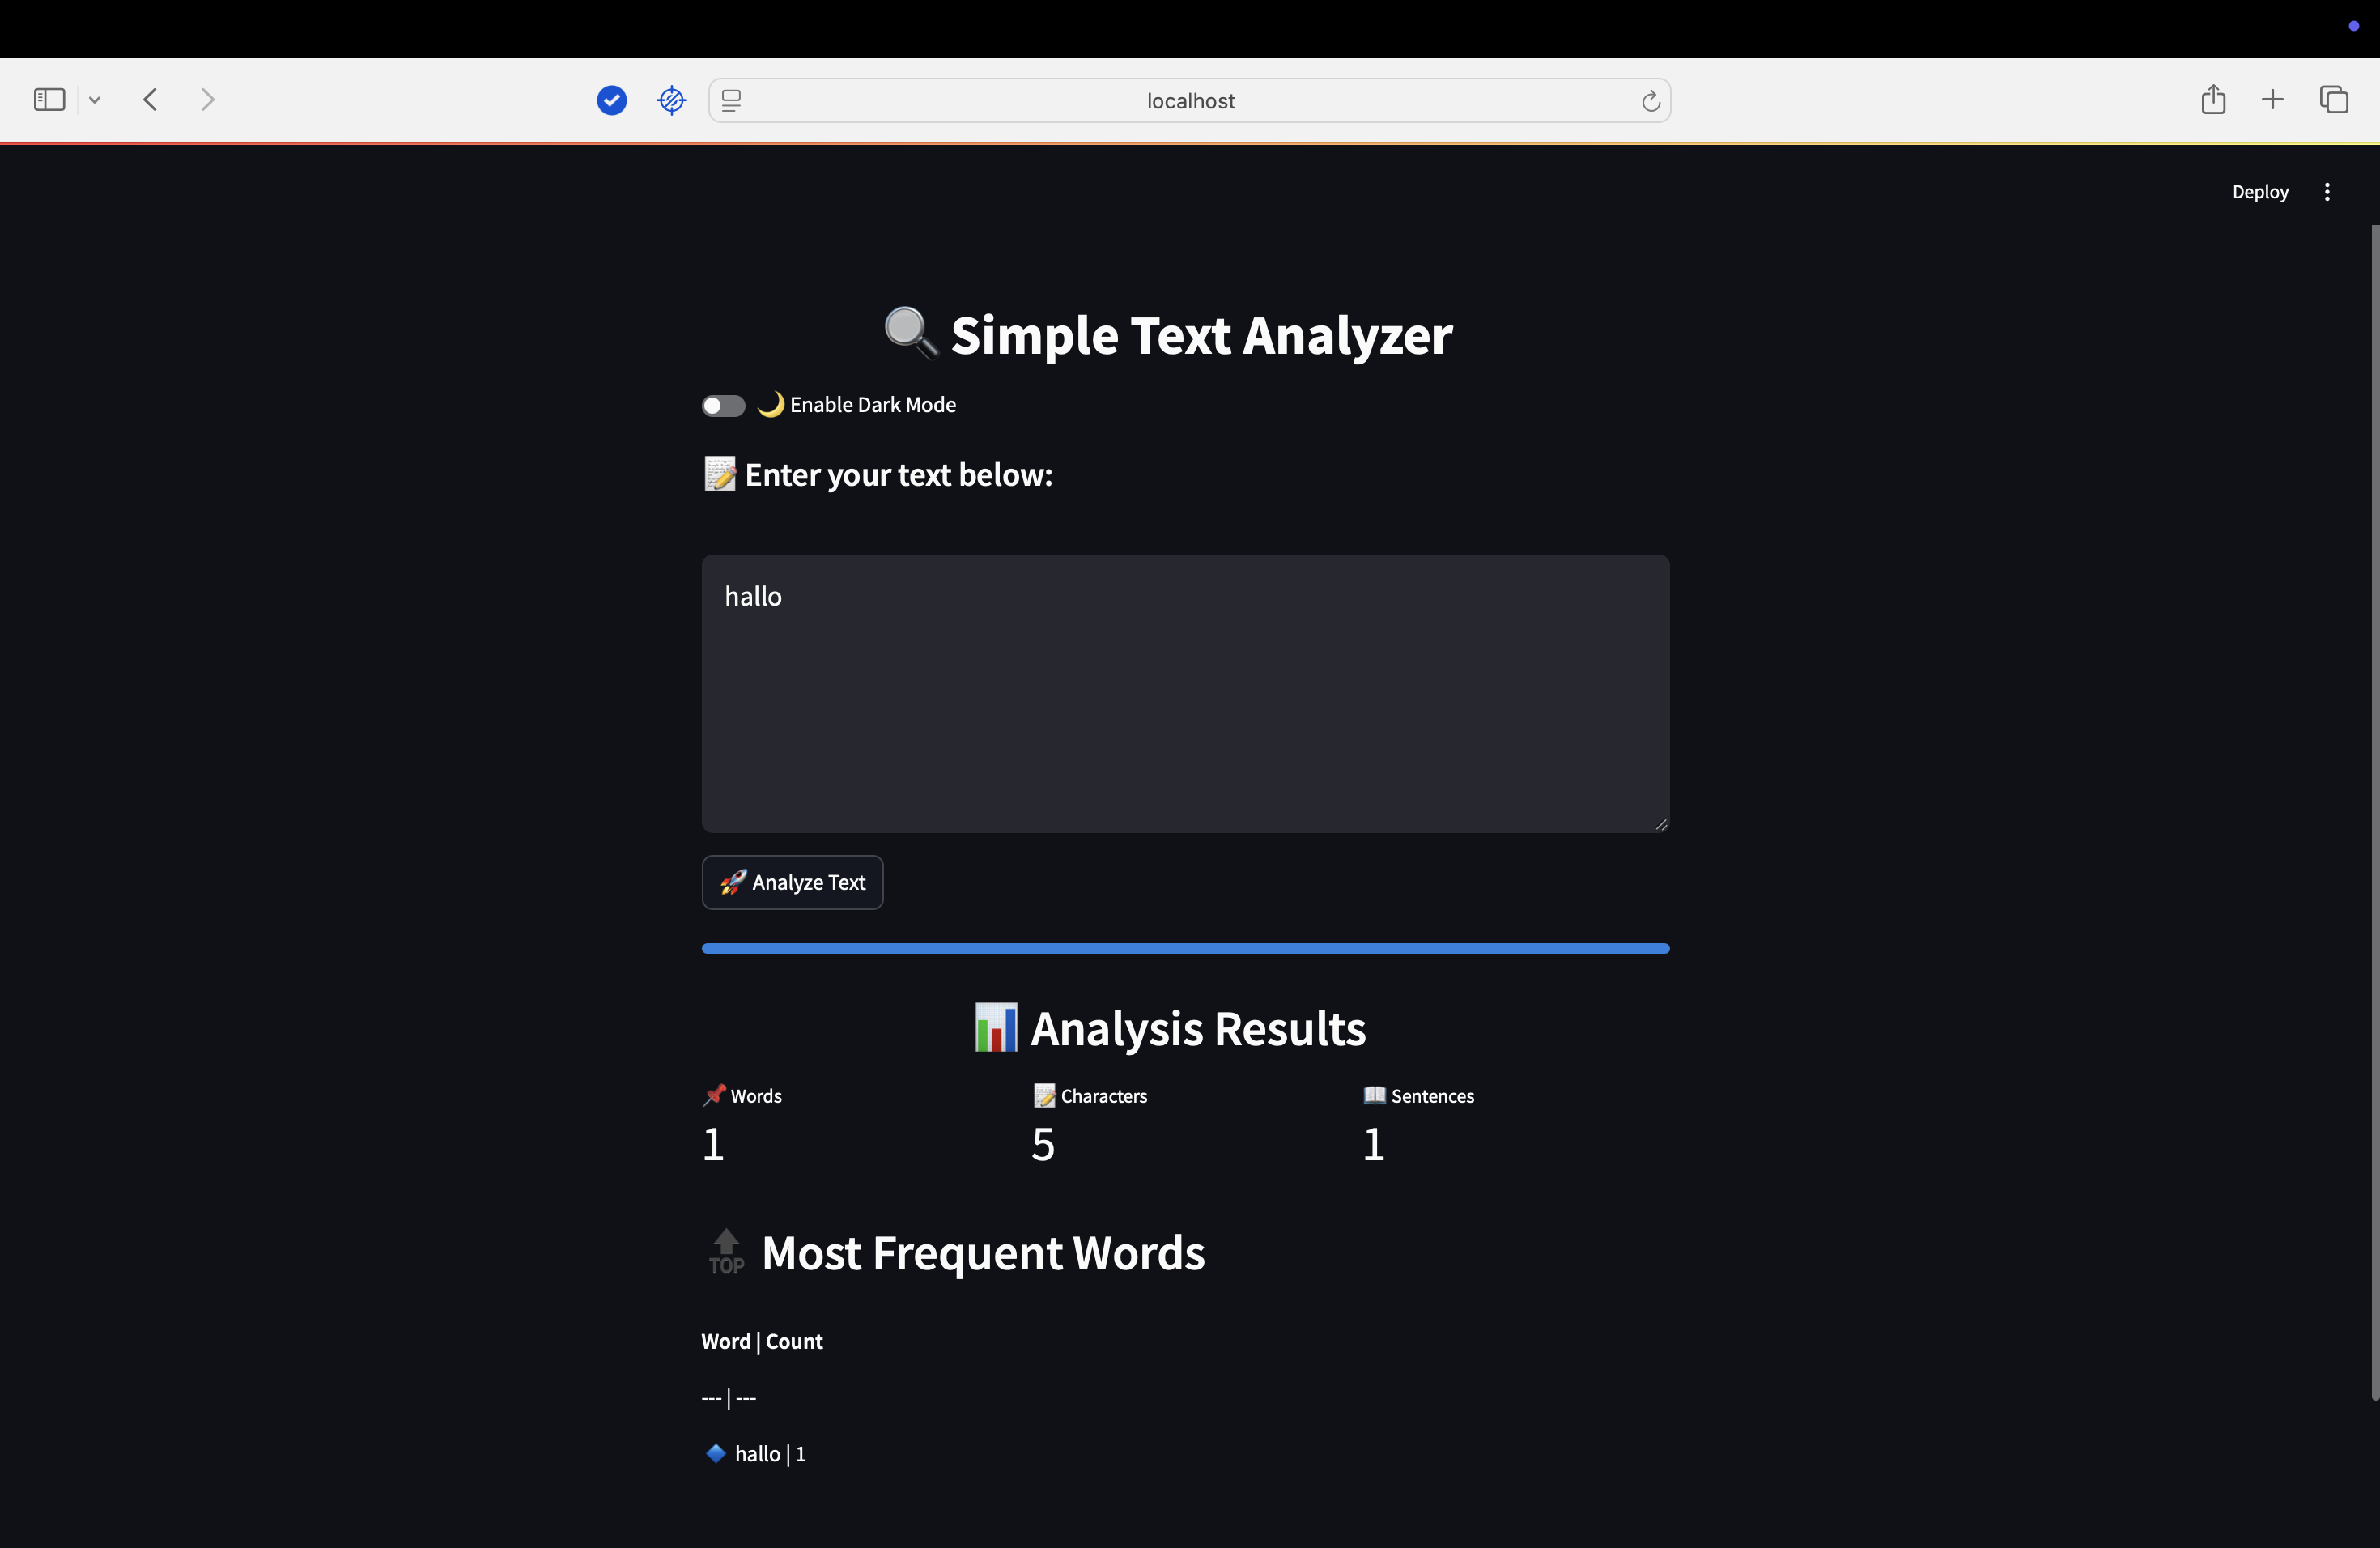 localhost
Deploy
Simple Text Analyzer
Enable Dark Mode
Enter your text below:
hallo
Analyze Text
Analysis Results
Words
Characters
Sentences
1
5
1
TOP
Most Frequent Words
Word | Count
--- | ---
hallo | 1